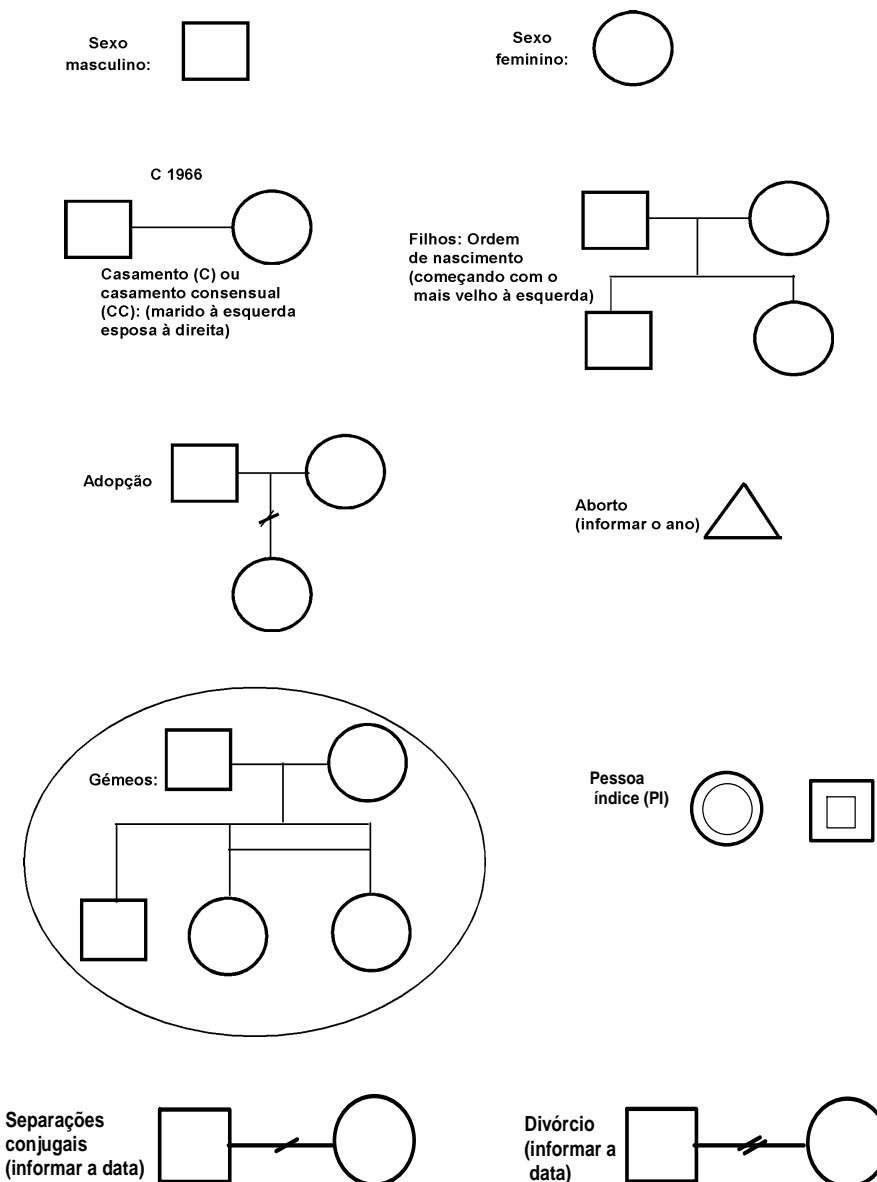 Sexo
masculino:
Sexo
feminino:
C 1966
Casamento (C) ou
casamento consensual
(CC): (marido à esquerda
esposa à direita)
Filhos: Ordem
de nascimento
(começando com o
mais velho à esquerda)
Adopção
Aborto
(informar o ano)
Gémeos:
Pessoa
índice (PI)
Separações
conjugais
(informar a data)
Divórcio
(informar a
data)